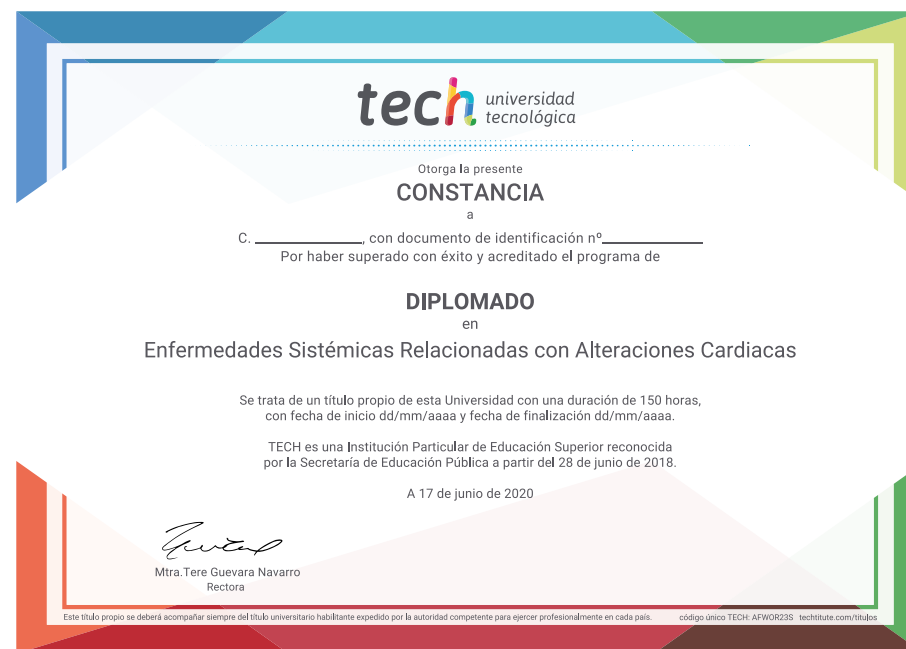 tech universidad
tecnológica
Otorga la presente
CONSTANCIA
a
C. ____________, con documento de identificación nº____________
Por haber superado con éxito y acreditado el programa de
DIPLOMADO
en
Enfermedades Sistémicas Relacionadas con Alteraciones Cardiacas
Se trata de un título propio de esta Universidad con una duración de 150 horas,
con fecha de inicio dd/mm/aaaa y fecha de finalización dd/mm/aaaa.
TECH es una Institución Particular de Educación Superior reconocida
por la Secretaría de Educación Pública a partir del 28 de junio de 2018.
A 17 de junio de 2020
Mtra.Tere Guevara Navarro
Rectora
Este título propio se deberá acompañar siempre del título universitario habilitante expedido por la autoridad competente para ejercer profesionalmente en cada país. código único TECH: AFWOR23S techtitute.com/titulos